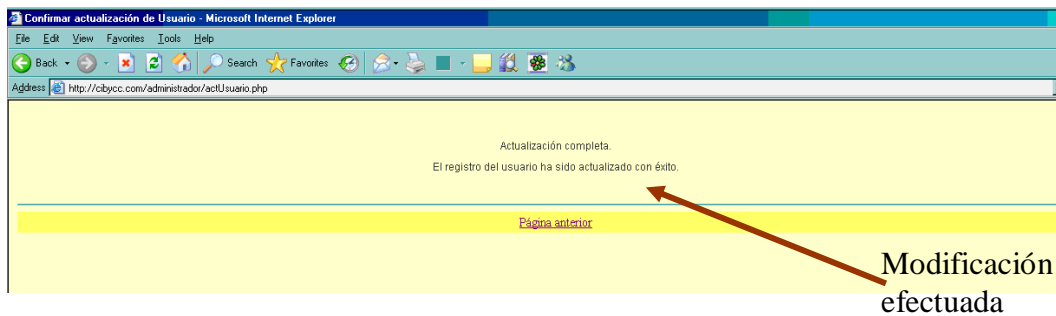 Confirmar actualización de Usuario - Microsoft Internet Explorer
File Edit View Favorites Tools Help
Back Search Favorites
Address http://cibycc.com/administrador/actUsuario.php
Actualización completa.
El registro del usuario ha sido actualizado con éxito.
Página anterior
Modificación
efectuada